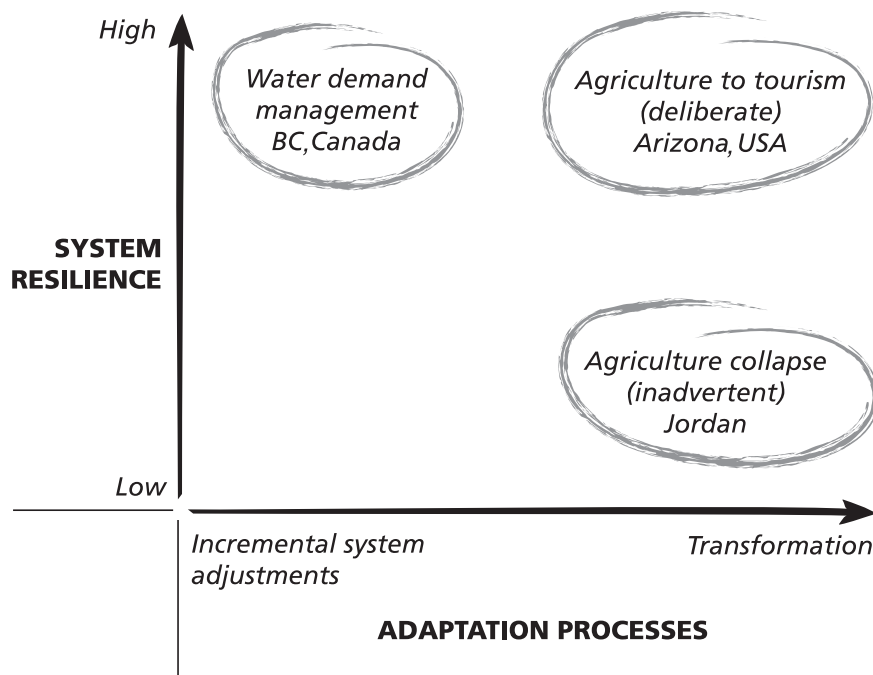 High
Water demand
management
BC, Canada
Agriculture to tourism
(deliberate)
Arizona, USA
SYSTEM
RESILIENCE
Agriculture collapse
(inadvertent)
Jordan
Low
Incremental system
adjustments
Transformation
ADAPTATION PROCESSES